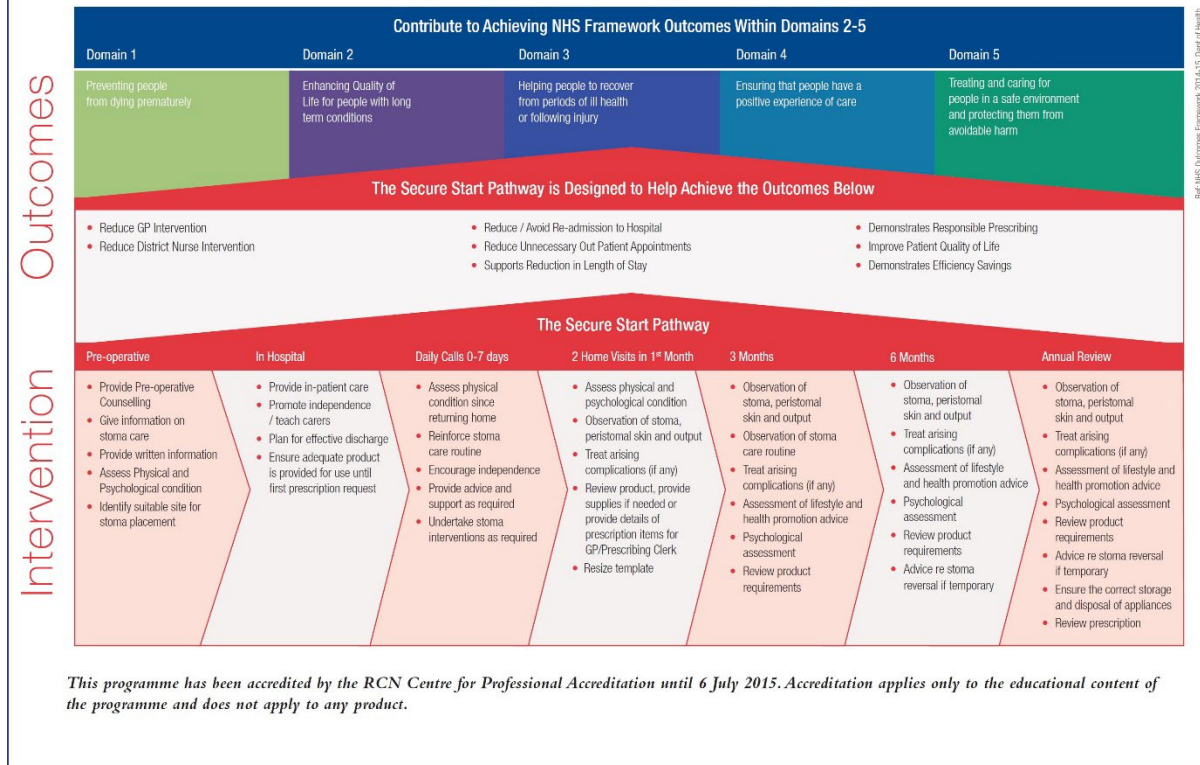 Contribute to Achieving NHS Framework Outcomes Within Domains 2-5
Domain 1
Domain 2
Domain 3
Domain 4
Domain 5
Preventing people
from dying prematurely
Enhancing Quality of
Life for people with long
term conditions
Helping people to recover
from periods of ill health
or following injury
Ensuring that people have a
positive experience of care
Treating and caring for
people in a safe environment
and protecting them from
avoidable harm
Ref: NHS Outcomes Framework 2014-15, Dept of Health
Outcomes
The Secure Start Pathway is Designed to Help Achieve the Outcomes Below
• Reduce GP Intervention
• Reduce District Nurse Intervention
• Reduce / Avoid Re-admission to Hospital
• Reduce Unnecessary Out Patient Appointments
• Supports Reduction in Length of Stay
• Demonstrates Responsible Prescribing
• Improve Patient Quality of Life
• Demonstrates Efficiency Savings
Intervention
The Secure Start Pathway
Pre-operative
• Provide Pre-operative
Counselling
• Give information on
stoma care
• Provide written information
• Assess Physical and
Psychological condition
• Identify suitable site for
stoma placement
In Hospital
• Provide in-patient care
• Promote independence
/ teach carers
• Plan for effective discharge
• Ensure adequate product
is provided for use until
first prescription request
Daily Calls 0-7 days
• Assess physical
condition since
returning home
• Reinforce stoma
care routine
• Encourage independence
• Provide advice and
support as required
• Undertake stoma
interventions as required
2 Home Visits in 1st Month
• Assess physical and
psychological condition
• Observation of stoma,
peristomal skin and output
• Treat arising
complications (if any)
• Review product, provide
supplies if needed or
provide details of
prescription items for
GP/Prescribing Clerk
• Resize template
3 Months
• Observation of
stoma, peristomal
skin and output
• Observation of stoma
care routine
• Treat arising
complications (if any)
• Assessment of lifestyle and
health promotion advice
• Psychological
assessment
• Review product
requirements
6 Months
• Observation of
stoma, peristomal
skin and output
• Treat arising
complications (if any)
• Assessment of lifestyle
and health promotion advice
• Psychological
assessment
• Review product
requirements
• Advice re stoma
reversal if temporary
Annual Review
• Observation of
stoma, peristomal
skin and output
• Treat arising
complications (if any)
• Assessment of lifestyle and
health promotion advice
• Psychological assessment
• Review product
requirements
• Advice re stoma reversal
if temporary
• Ensure the correct storage
and disposal of appliances
• Review prescription
This programme has been accredited by the RCN Centre for Professional Accreditation until 6 July 2015. Accreditation applies only to the educational content of
the programme and does not apply to any product.